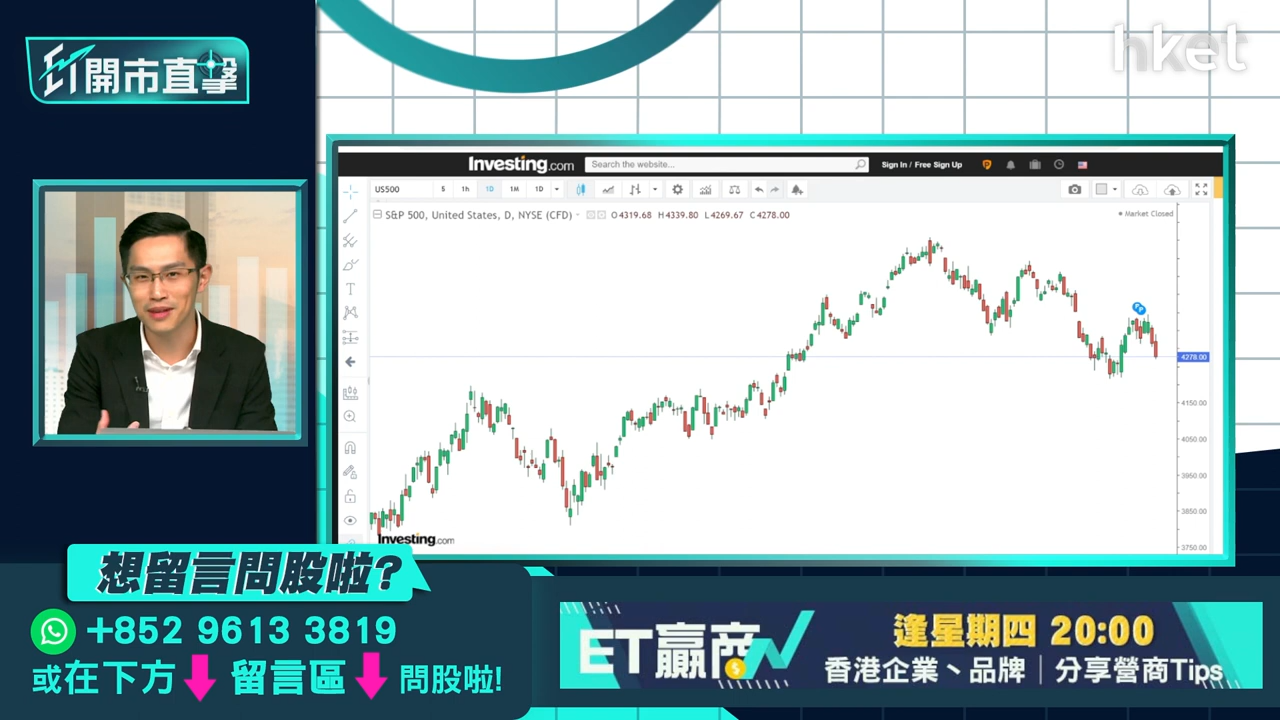 ET開市直擊
hket
Investing.com
Search the website...
Sign In / Free Sign Up
US500
5
1h
1D
1M
1D
S&P 500, United States, D, NYSE (CFD)
O4319.68 H4339.80 L4269.67 C4278.00
Market Closed
4278.00
4150.00
4050.00
3950.00
3850.00
3750.00
Investing.com
想留言問股啦?
+852 9613 3819
或在下方
留言區
問股啦!
ET贏商
$
逢星期四 20:00
香港企業、品牌│分享營商Tips